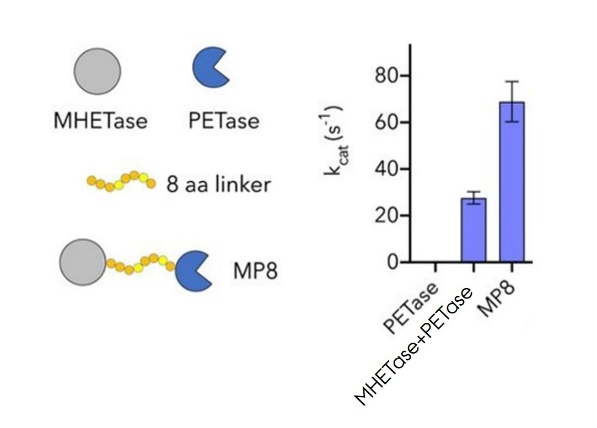 MHETase PETase
8 aa linker
MP8
k_cat (s^-1)
80
60
40
20
0
PETase
MHETase+PETase
MP8